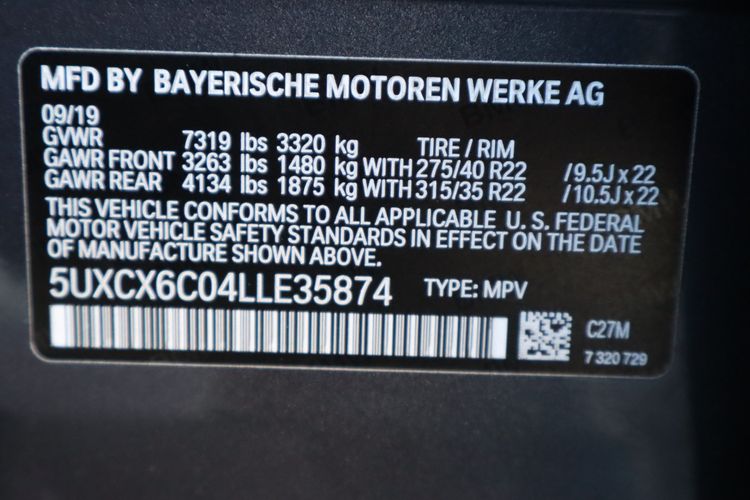 MFD BY BAYERISCHE MOTOREN WERKE AG
09/19
GVWR 7319 lbs 3320 kg TIRE / RIM
GAWR FRONT 3263 lbs 1480 kg WITH 275/40 R22 /9.5J x 22
GAWR REAR 4134 lbs 1875 kg WITH 315/35 R22 /10.5J x 22
THIS VEHICLE CONFORMS TO ALL APPLICABLE U. S. FEDERAL
MOTOR VEHICLE SAFETY STANDARDS IN EFFECT ON THE DATE
OF MANUFACTURE SHOWN ABOVE.
5UXCX6C04LLE35874 TYPE: MPV
C27M
7 320 729